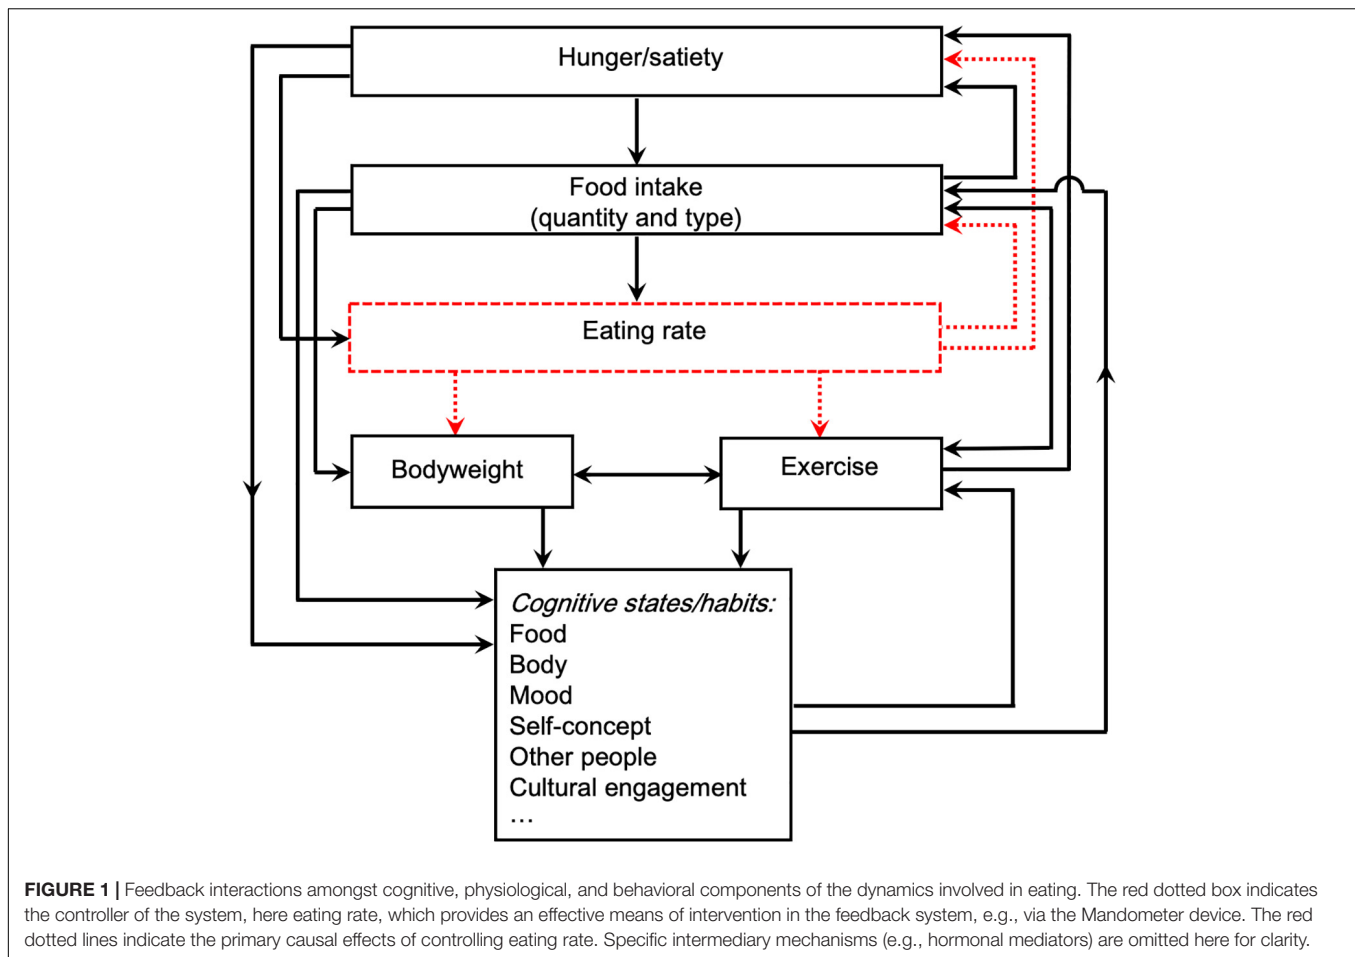 Hunger/satiety
Food intake
(quantity and type)
Eating rate
Bodyweight
Exercise
Cognitive states/habits:
Food
Body
Mood
Self-concept
Other people
Cultural engagement
...
FIGURE 1 | Feedback interactions amongst cognitive, physiological, and behavioral components of the dynamics involved in eating. The red dotted box indicates
the controller of the system, here eating rate, which provides an effective means of intervention in the feedback system, e.g., via the Mandometer device. The red
dotted lines indicate the primary causal effects of controlling eating rate. Specific intermediary mechanisms (e.g., hormonal mediators) are omitted here for clarity.